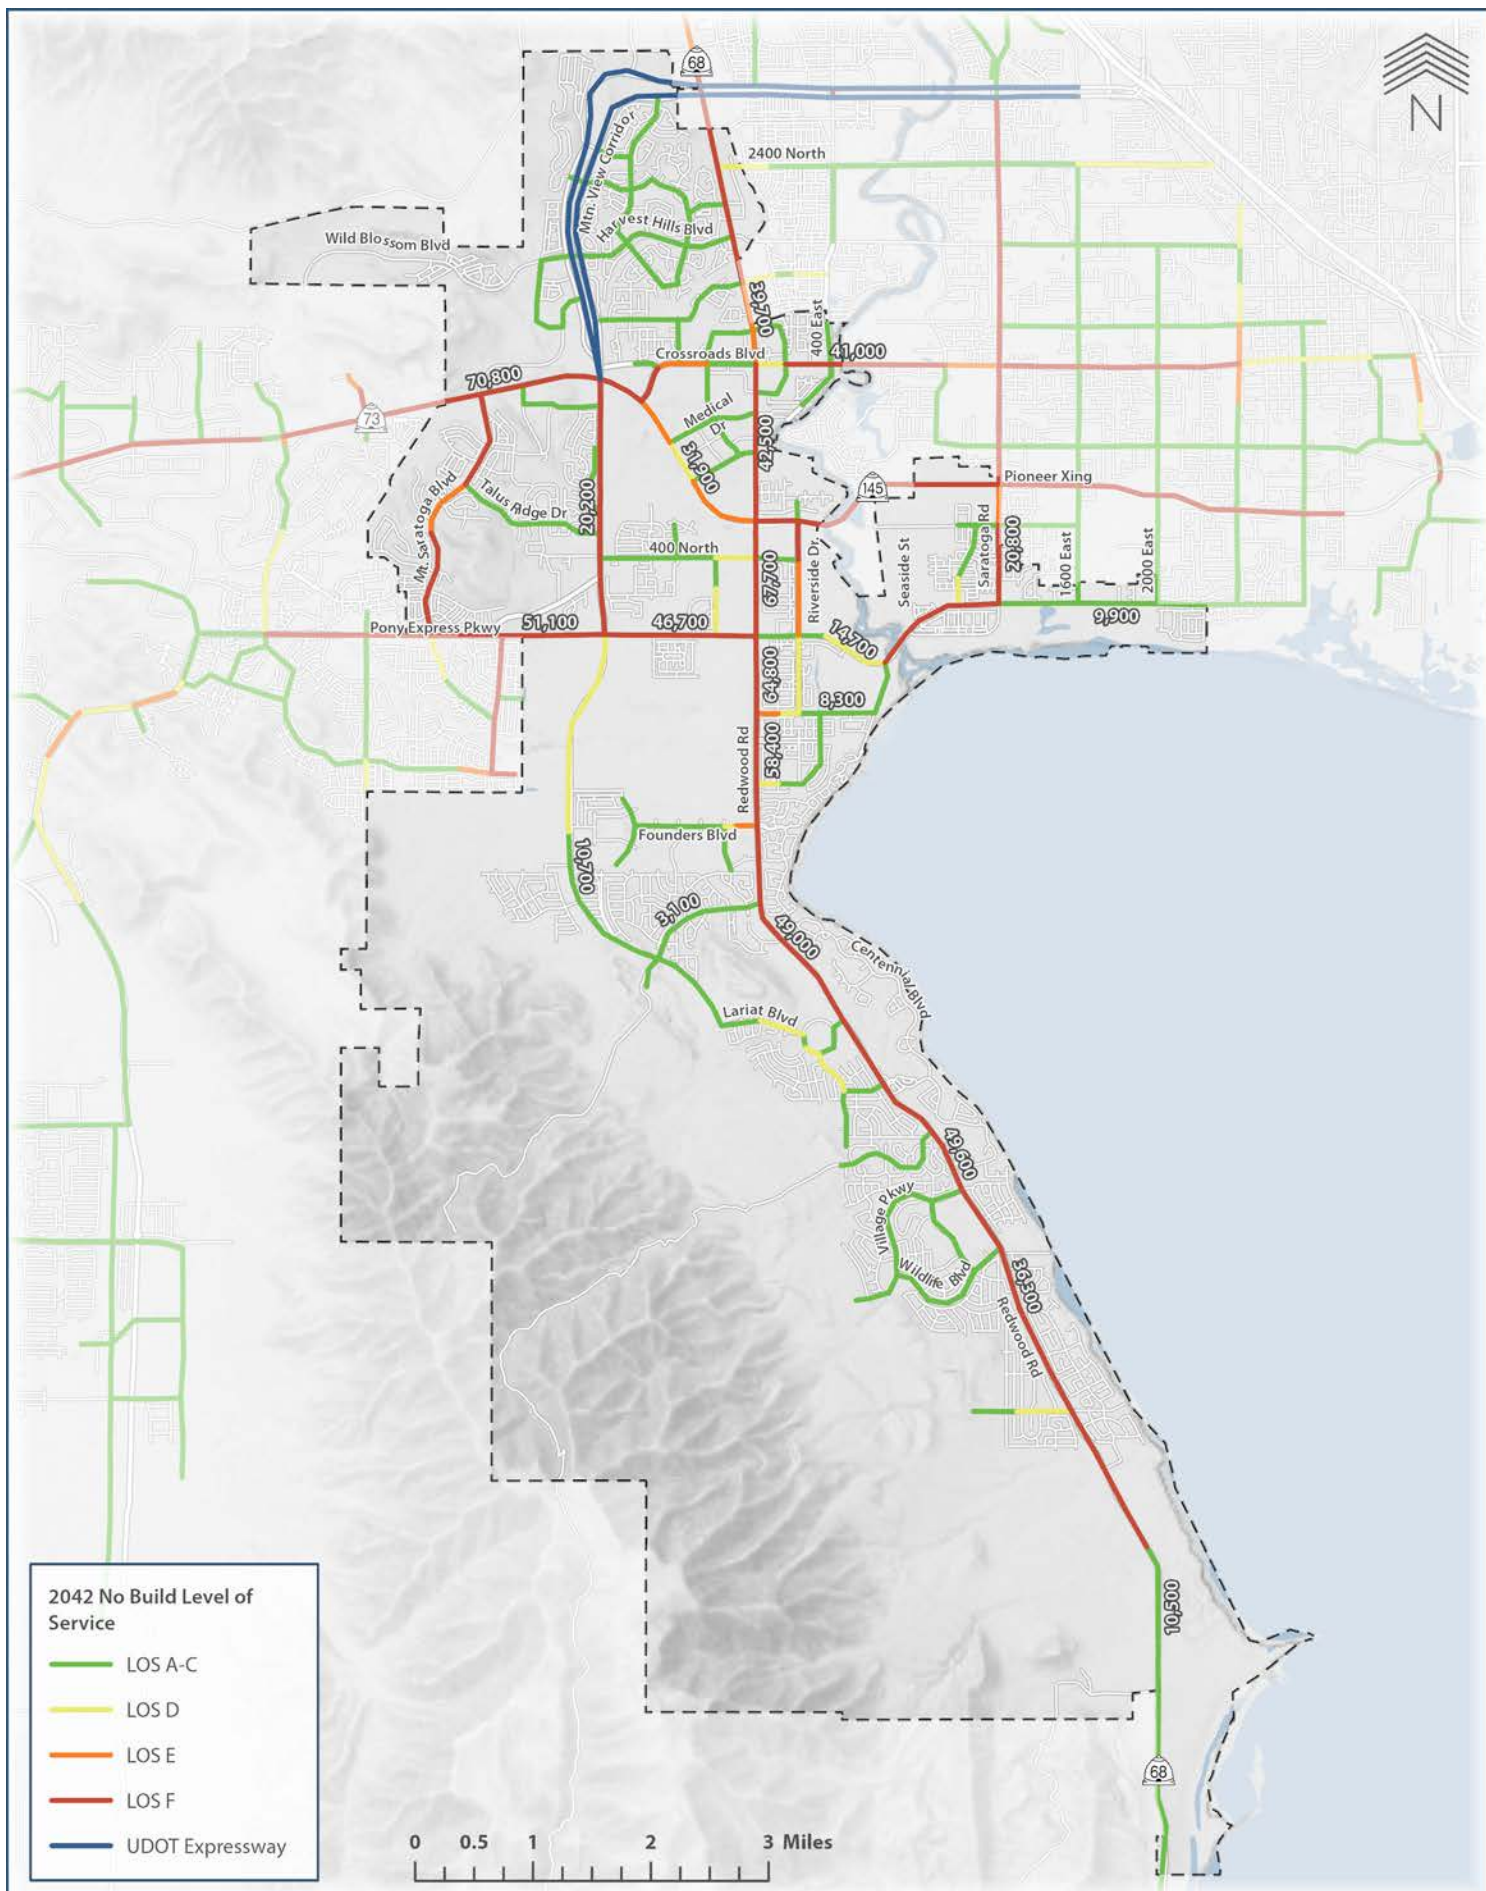 68
N
2400 North
Mtn. View Corridor
Harvest Hills Blvd
Wild Blossom Blvd
39,700
400 East
Crossroads Blvd
41,000
70,800
73
Medical
Dr
42,500
31,900
Pioneer Xing
145
Mt. Saratoga Blvd
Talus Ridge Dr
20,200
Saratoga Rd
20,800
400 North
67,700
Riverside Dr.
Seaside St
1600 East
2000 East
9,900
Pony Express Pkwy
51,100
46,700
14,700
64,800
8,300
58,400
Redwood Rd
Founders Blvd
10,700
3,100
49,000
Centennial Blvd
Lariat Blvd
49,600
Village Pkwy
Wildlife Blvd
36,300
Redwood Rd
10,500
68
2042 No Build Level of
Service
LOS A-C
LOS D
LOS E
LOS F
UDOT Expressway
0 0.5 1 2 3 Miles